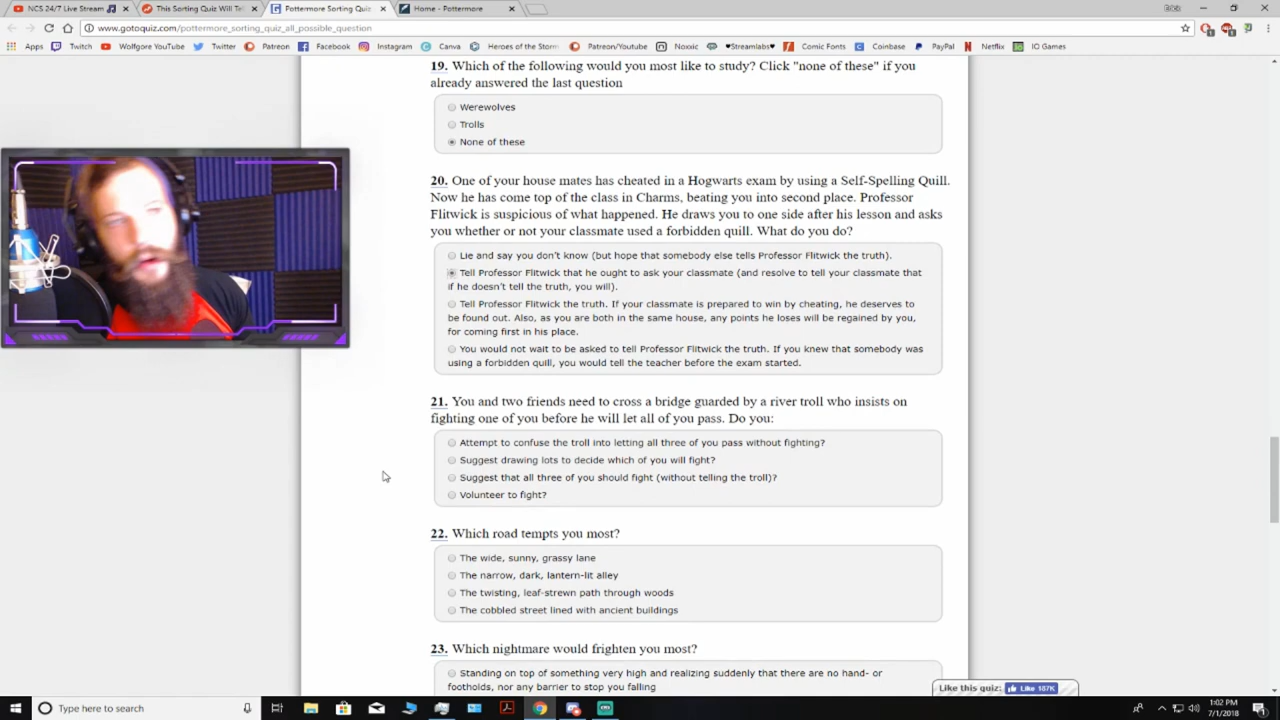 NCS 24/7 Live Stream
This Sorting Quiz Will Tel
Pottermore Sorting Quiz
Home - Pottermore
www.gotoquiz.com/pottermore_sorting_quiz_all_possible_question
Apps Twitch Wolfgore YouTube Twitter Patreon Facebook Instagram Canva Heroes of the Storm Patreon/Youtube Noxxic ♥Streamlabs♥ Comic Fonts Coinbase PayPal Netflix IO Games
19. Which of the following would you most like to study? Click "none of these" if you
already answered the last question
Werewolves
Trolls
None of these
20. One of your house mates has cheated in a Hogwarts exam by using a Self-Spelling Quill.
Now he has come top of the class in Charms, beating you into second place. Professor
Flitwick is suspicious of what happened. He draws you to one side after his lesson and asks
you whether or not your classmate used a forbidden quill. What do you do?
Lie and say you don't know (but hope that somebody else tells Professor Flitwick the truth).
Tell Professor Flitwick that he ought to ask your classmate (and resolve to tell your classmate that
if he doesn't tell the truth, you will).
Tell Professor Flitwick the truth. If your classmate is prepared to win by cheating, he deserves to
be found out. Also, as you are both in the same house, any points he loses will be regained by you,
for coming first in his place.
You would not wait to be asked to tell Professor Flitwick the truth. If you knew that somebody was
using a forbidden quill, you would tell the teacher before the exam started.
21. You and two friends need to cross a bridge guarded by a river troll who insists on
fighting one of you before he will let all of you pass. Do you:
Attempt to confuse the troll into letting all three of you pass without fighting?
Suggest drawing lots to decide which of you will fight?
Suggest that all three of you should fight (without telling the troll)?
Volunteer to fight?
22. Which road tempts you most?
The wide, sunny, grassy lane
The narrow, dark, lantern-lit alley
The twisting, leaf-strewn path through woods
The cobbled street lined with ancient buildings
23. Which nightmare would frighten you most?
Standing on top of something very high and realizing suddenly that there are no hand- or
footholds, nor any barrier to stop you falling
Like this quiz: Like 187K
Type here to search
1:02 PM
7/1/2018